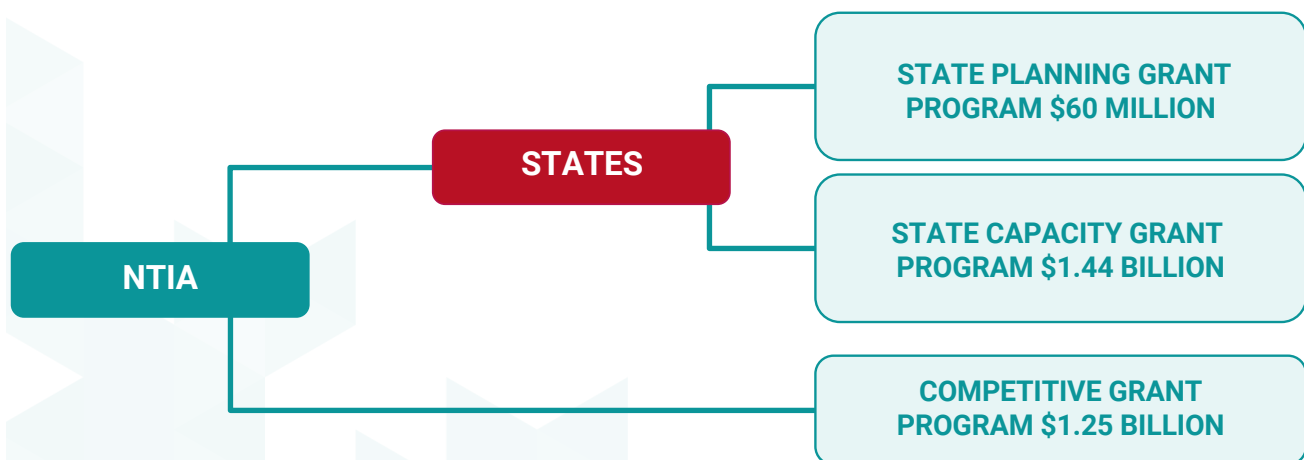 STATE PLANNING GRANT
PROGRAM $60 MILLION
STATES
STATE CAPACITY GRANT
PROGRAM $1.44 BILLION
NTIA
COMPETITIVE GRANT
PROGRAM $1.25 BILLION